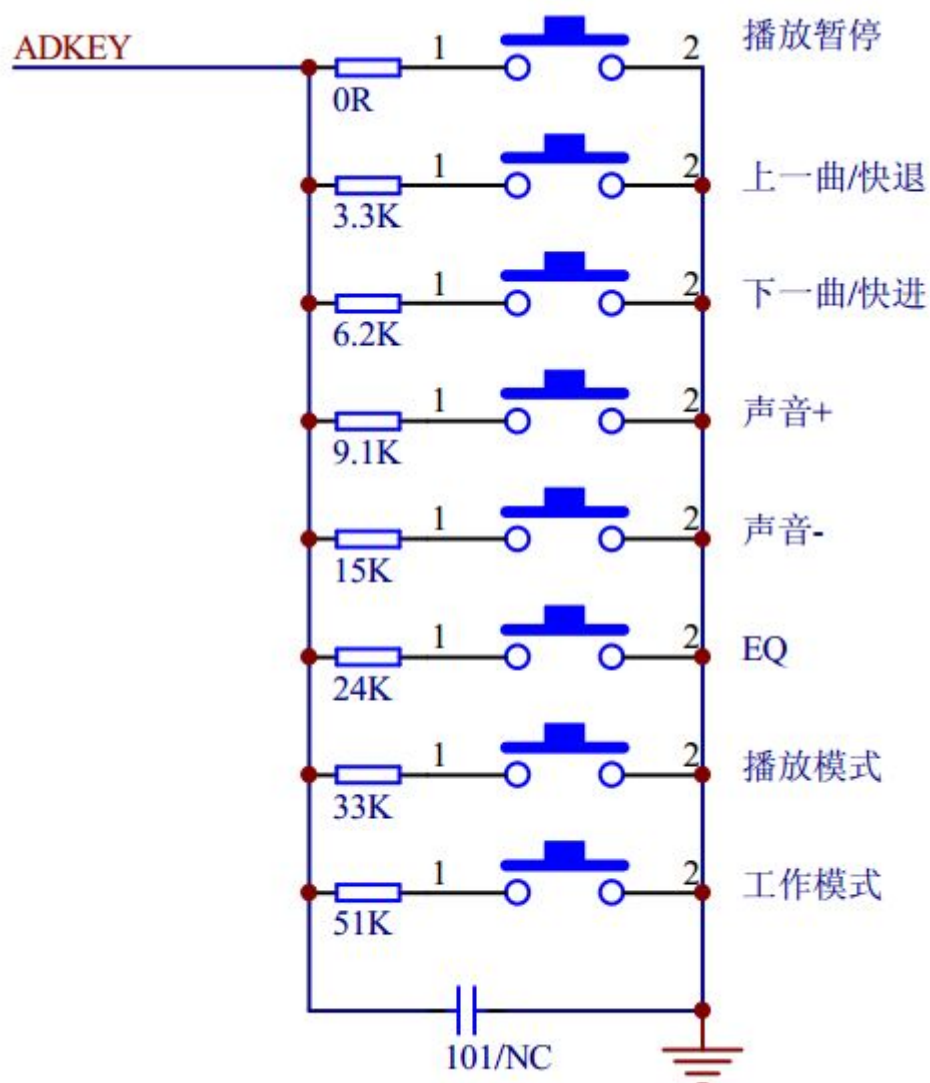 ADKEY
1 2 播放暂停
0R
1 2 上一曲/快退
3.3K
1 2 下一曲/快进
6.2K
1 2 声音+
9.1K
1 2 声音-
15K
1 2 EQ
24K
1 2 播放模式
33K
1 2 工作模式
51K
101/NC